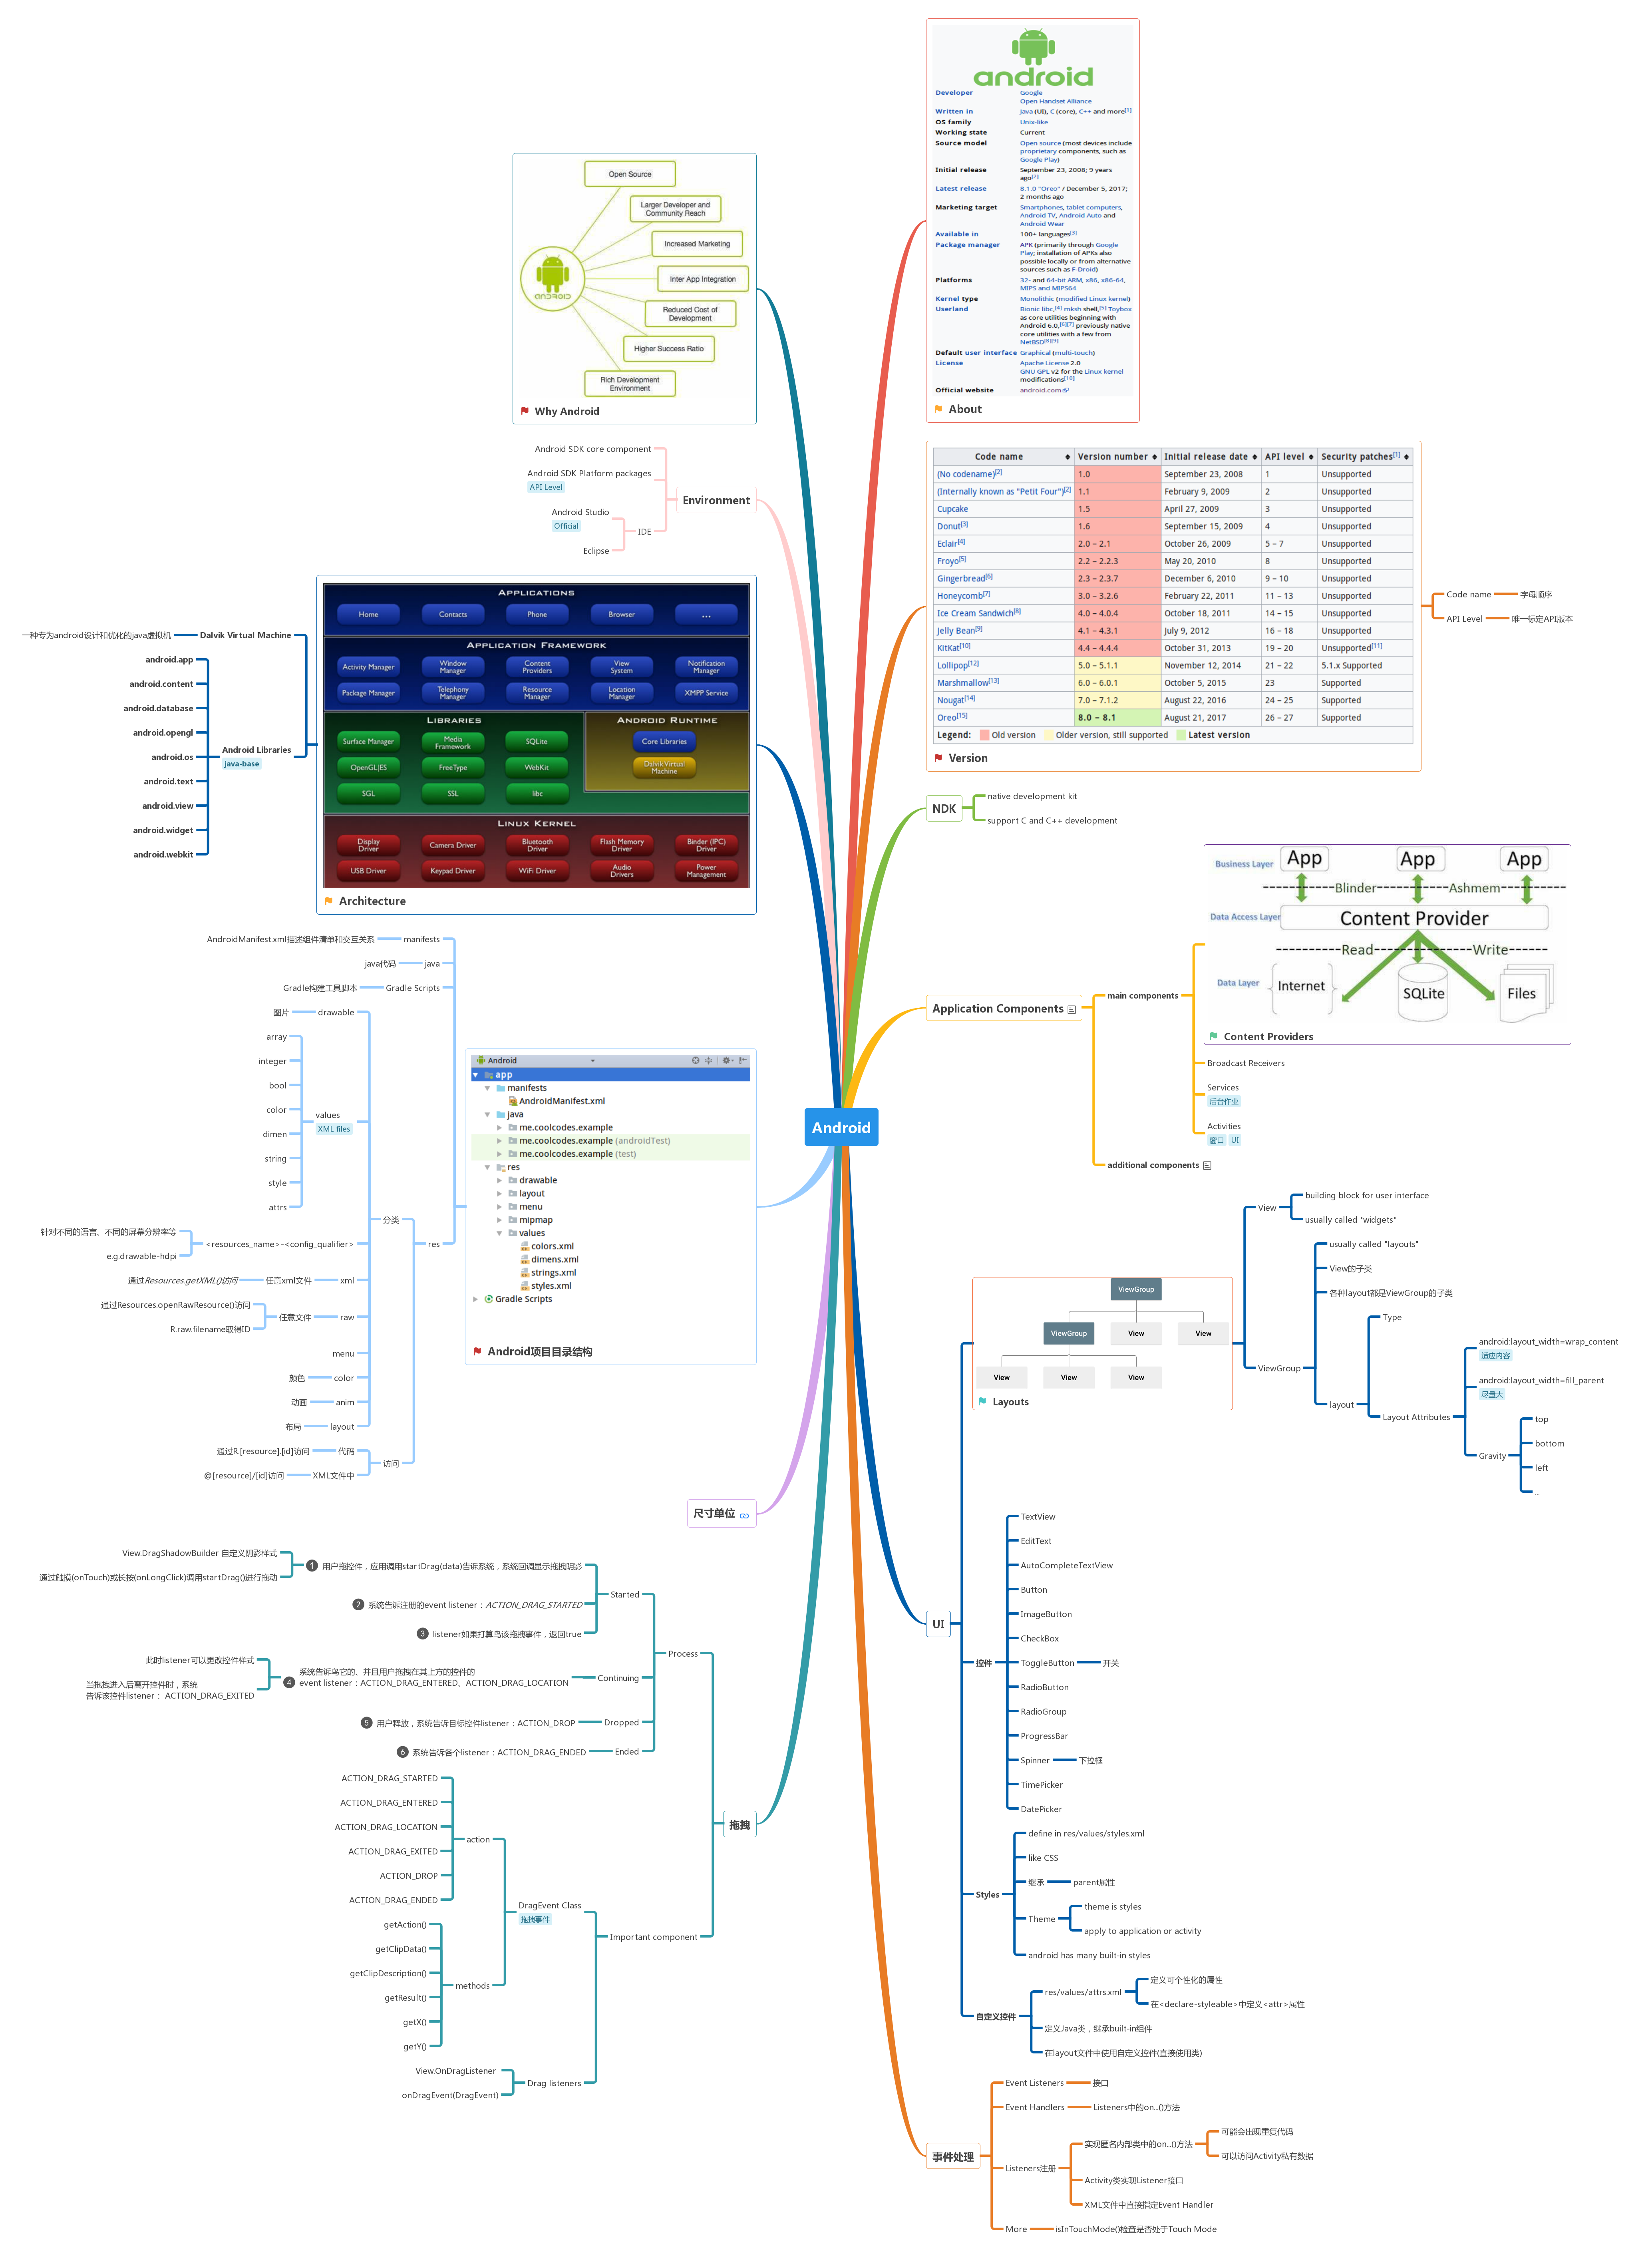 Android
android
Developer Google
Open Handset Alliance
Written in Java (UI), C (core), C++ and more[1]
OS family Unix-like
Working state Current
Source model Open source (most devices include
proprietary components, such as
Google Play)
Initial release September 23, 2008; 9 years
ago[2]
Latest release 8.1.0 "Oreo" / December 5, 2017;
2 months ago
Marketing target Smartphones, tablet computers,
Android TV, Android Auto and
Android Wear
Available in 100+ languages[3]
Package manager APK (primarily through Google
Play; installation of APKs also
possible locally or from alternative
sources such as F-Droid)
Platforms 32- and 64-bit ARM, x86, x86-64,
MIPS and MIPS64
Kernel type Monolithic (modified Linux kernel)
Userland Bionic libc,[4] mksh shell,[5] Toybox
as core utilities beginning with
Android 6.0,[6][7] previously native
core utilities with a few from
NetBSD[8][9]
Default user interface Graphical (multi-touch)
License Apache License 2.0
GNU GPL v2 for the Linux kernel
modifications[10]
Official website android.com
About
Code name Version number Initial release date API level Security patches[1]
(No codename)[2] 1.0 September 23, 2008 1 Unsupported
(Internally known as "Petit Four")[2] 1.1 February 9, 2009 2 Unsupported
Cupcake 1.5 April 27, 2009 3 Unsupported
Donut[3] 1.6 September 15, 2009 4 Unsupported
Eclair[4] 2.0 – 2.1 October 26, 2009 5 – 7 Unsupported
Froyo[5] 2.2 – 2.2.3 May 20, 2010 8 Unsupported
Gingerbread[6] 2.3 – 2.3.7 December 6, 2010 9 – 10 Unsupported
Honeycomb[7] 3.0 – 3.2.6 February 22, 2011 11 – 13 Unsupported
Ice Cream Sandwich[8] 4.0 – 4.0.4 October 18, 2011 14 – 15 Unsupported
Jelly Bean[9] 4.1 – 4.3.1 July 9, 2012 16 – 18 Unsupported
KitKat[10] 4.4 – 4.4.4 October 31, 2013 19 – 20 Unsupported[11]
Lollipop[12] 5.0 – 5.1.1 November 12, 2014 21 – 22 5.1.x Supported
Marshmallow[13] 6.0 – 6.0.1 October 5, 2015 23 Supported
Nougat[14] 7.0 – 7.1.2 August 22, 2016 24 – 25 Supported
Oreo[15] 8.0 – 8.1 August 21, 2017 26 – 27 Supported
Legend: Old version Older version, still supported Latest version
Version
Code name
字母顺序
API Level
唯一标定API版本
NDK
native development kit
support C and C++ development
Application Components
main components
Business Layer App App App
Blinder Ashmem
Data Access Layer Content Provider
Read Write
Data Layer Internet SQLite Files
Content Providers
Broadcast Receivers
Services
后台作业
Activities
窗口 UI
additional components
UI
ViewGroup
ViewGroup View View
View View View
Layouts
View
building block for user interface
usually called "widgets"
ViewGroup
usually called "layouts"
View的子类
各种layout都是ViewGroup的子类
layout
Type
Layout Attributes
android:layout_width=wrap_content
适应内容
android:layout_width=fill_parent
尽量大
Gravity
top
bottom
left
...
控件
TextView
EditText
AutoCompleteTextView
Button
ImageButton
CheckBox
ToggleButton
开关
RadioButton
RadioGroup
ProgressBar
Spinner
下拉框
TimePicker
DatePicker
Styles
define in res/values/styles.xml
like CSS
继承
parent属性
Theme
theme is styles
apply to application or activity
android has many built-in styles
自定义控件
res/values/attrs.xml
定义可个性化的属性
在<declare-styleable>中定义<attr>属性
定义Java类，继承built-in组件
在layout文件中使用自定义控件(直接使用类)
事件处理
Event Listeners
接口
Event Handlers
Listeners中的on..()方法
Listeners注册
实现匿名内部类中的on..()方法
可能会出现重复代码
可以访问Activity私有数据
Activity类实现Listener接口
XML文件中直接指定Event Handler
More
isInTouchMode()检查是否处于Touch Mode
Open Source
Larger Developer and
Community Reach
Increased Marketing
Inter App Integration
ANDROID
Reduced Cost of
Development
Higher Success Ratio
Rich Development
Environment
Why Android
Environment
Android SDK core component
Android SDK Platform packages
API Level
IDE
Android Studio
Official
Eclipse
APPLICATIONS
Home Contacts Phone Browser ...
APPLICATION FRAMEWORK
Activity Manager Window Manager Content Providers View System Notification Manager
Package Manager Telephony Manager Resource Manager Location Manager XMPP Service
LIBRARIES ANDROID RUNTIME
Surface Manager Media Framework SQLite Core Libraries
OpenGL|ES FreeType WebKit Dalvik Virtual Machine
SGL SSL libc
LINUX KERNEL
Display Driver Camera Driver Bluetooth Driver Flash Memory Driver Binder (IPC) Driver
USB Driver Keypad Driver WiFi Driver Audio Drivers Power Management
Architecture
Dalvik Virtual Machine
一种专为android设计和优化的java虚拟机
Android Libraries
java-base
android.app
android.content
android.database
android.opengl
android.os
android.text
android.view
android.widget
android.webkit
Android
app
manifests
AndroidManifest.xml
java
me.coolcodes.example
me.coolcodes.example (androidTest)
me.coolcodes.example (test)
res
drawable
layout
menu
mipmap
values
colors.xml
dimens.xml
strings.xml
styles.xml
Gradle Scripts
Android项目目录结构
manifests
AndroidManifest.xml描述组件清单和交互关系
java
java代码
Gradle Scripts
Gradle构建工具脚本
res
分类
drawable
图片
values
XML files
array
integer
bool
color
dimen
string
style
attrs
<resources_name>-<config_qualifier>
针对不同的语言、不同的屏幕分辨率等
e.g.drawable-hdpi
xml
任意xml文件
通过Resources.getXML()访问
raw
任意文件
通过Resources.openRawResource()访问
R.raw.filename取得ID
menu
color
颜色
anim
动画
layout
布局
访问
代码
通过R.[resource].[id]访问
XML文件中
@[resource]/[id]访问
尺寸单位
拖拽
Process
Started
1 用户拖控件，应用调用startDrag(data)告诉系统，系统回调显示拖拽阴影
View.DragShadowBuilder 自定义阴影样式
通过触摸(onTouch)或长按(onLongClick)调用startDrag()进行拖动
2 系统告诉注册的event listener：ACTION_DRAG_STARTED
3 listener如果打算鸟该拖拽事件，返回true
Continuing
4 系统告诉鸟它的、并且用户拖拽在其上方的控件的
event listener：ACTION_DRAG_ENTERED、ACTION_DRAG_LOCATION
此时listener可以更改控件样式
当拖拽进入后离开控件时，系统
告诉该控件listener： ACTION_DRAG_EXITED
Dropped
5 用户释放，系统告诉目标控件listener：ACTION_DROP
Ended
6 系统告诉各个listener：ACTION_DRAG_ENDED
Important component
DragEvent Class
拖拽事件
action
ACTION_DRAG_STARTED
ACTION_DRAG_ENTERED
ACTION_DRAG_LOCATION
ACTION_DRAG_EXITED
ACTION_DROP
ACTION_DRAG_ENDED
methods
getAction()
getClipData()
getClipDescription()
getResult()
getX()
getY()
Drag listeners
View.OnDragListener
onDragEvent(DragEvent)